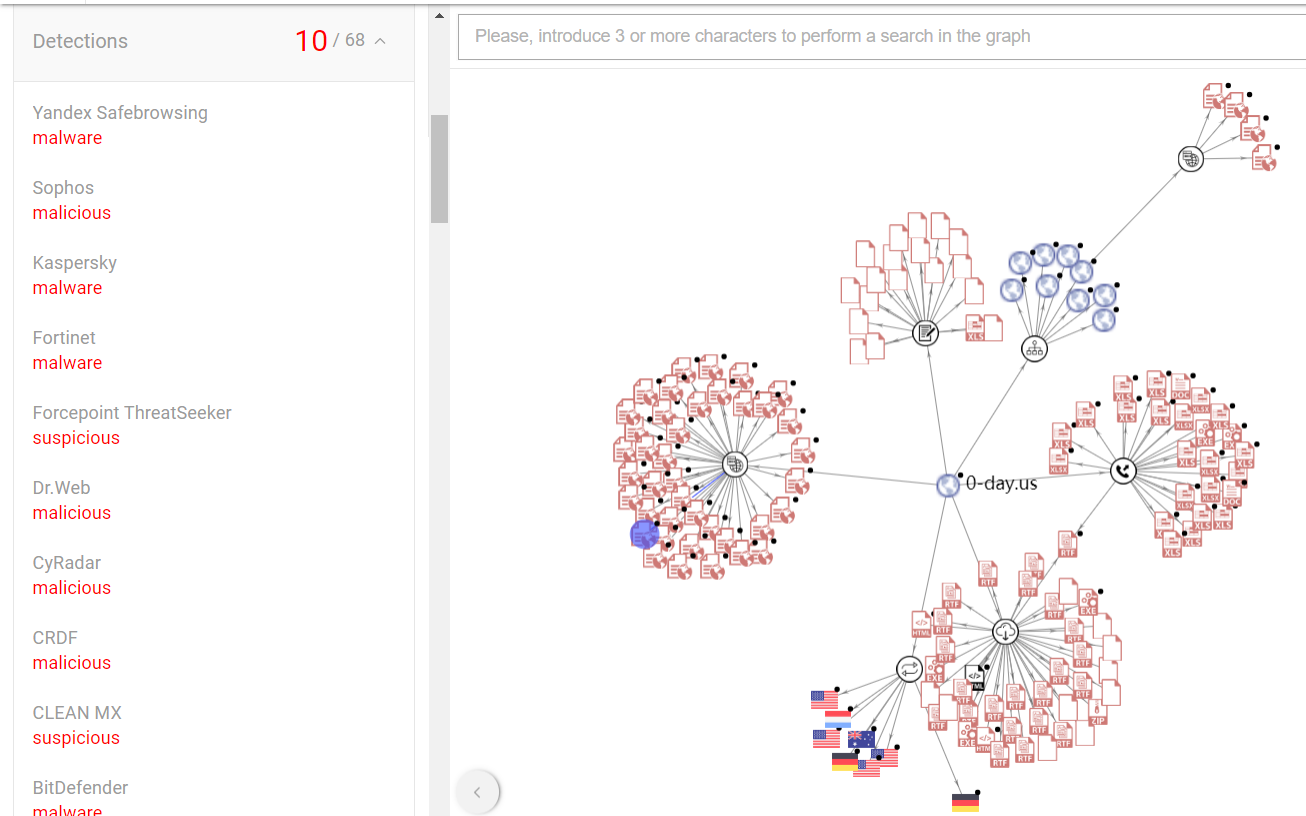 Detections 10 / 68
Yandex Safebrowsing
malware
Sophos
malicious
Kaspersky
malware
Fortinet
malware
Forcepoint ThreatSeeker
suspicious
Dr.Web
malicious
CyRadar
malicious
CRDF
malicious
CLEAN MX
suspicious
BitDefender
malware
Please, introduce 3 or more characters to perform a search in the graph
XLS
0-day.us
XLS
XLS
DOC
XLSX
XLS
XLS
XLS
XLS
XLSX
XLS
EXE
XLS
XLS
XLSX
XLS
XLS
XLS
XLSX
DOC
XLS
XLS
XLS
XLS
XLS
RTF
RTF
RTF
RTF
RTF
RTF
EXE
HTML
RTF
RTF
RTF
RTF
EXE
RTF
RTF
RTF
RTF
RTF
RTF
RTF
RTF
ZIP
EXE
HTML
RTF
RTF
RTF
RTF